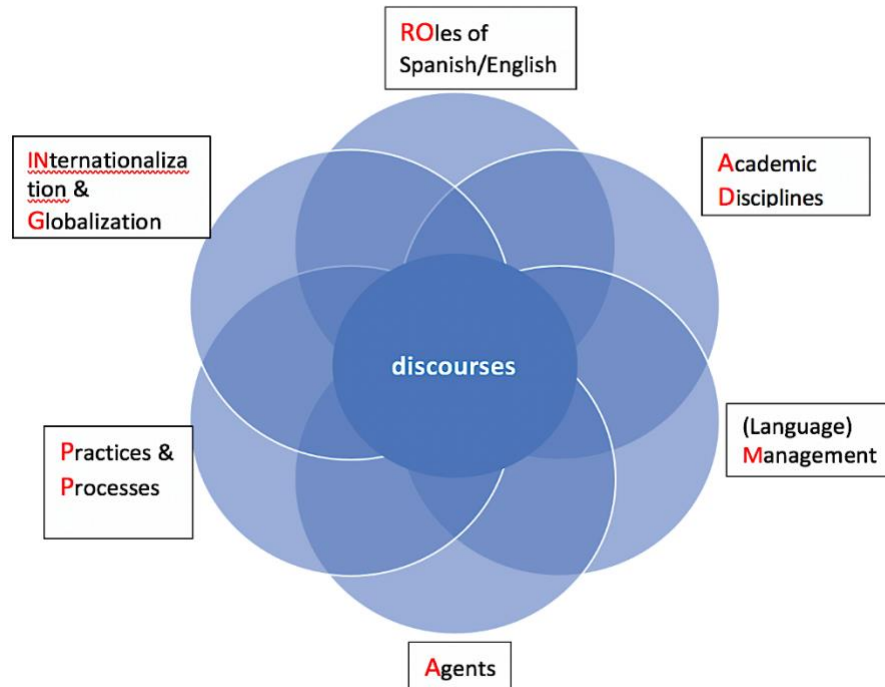 ROles of
Spanish/English
Academic
Disciplines
(Language)
Management
Agents
Practices &
Processes
INternationaliza
tion &
Globalization
discourses